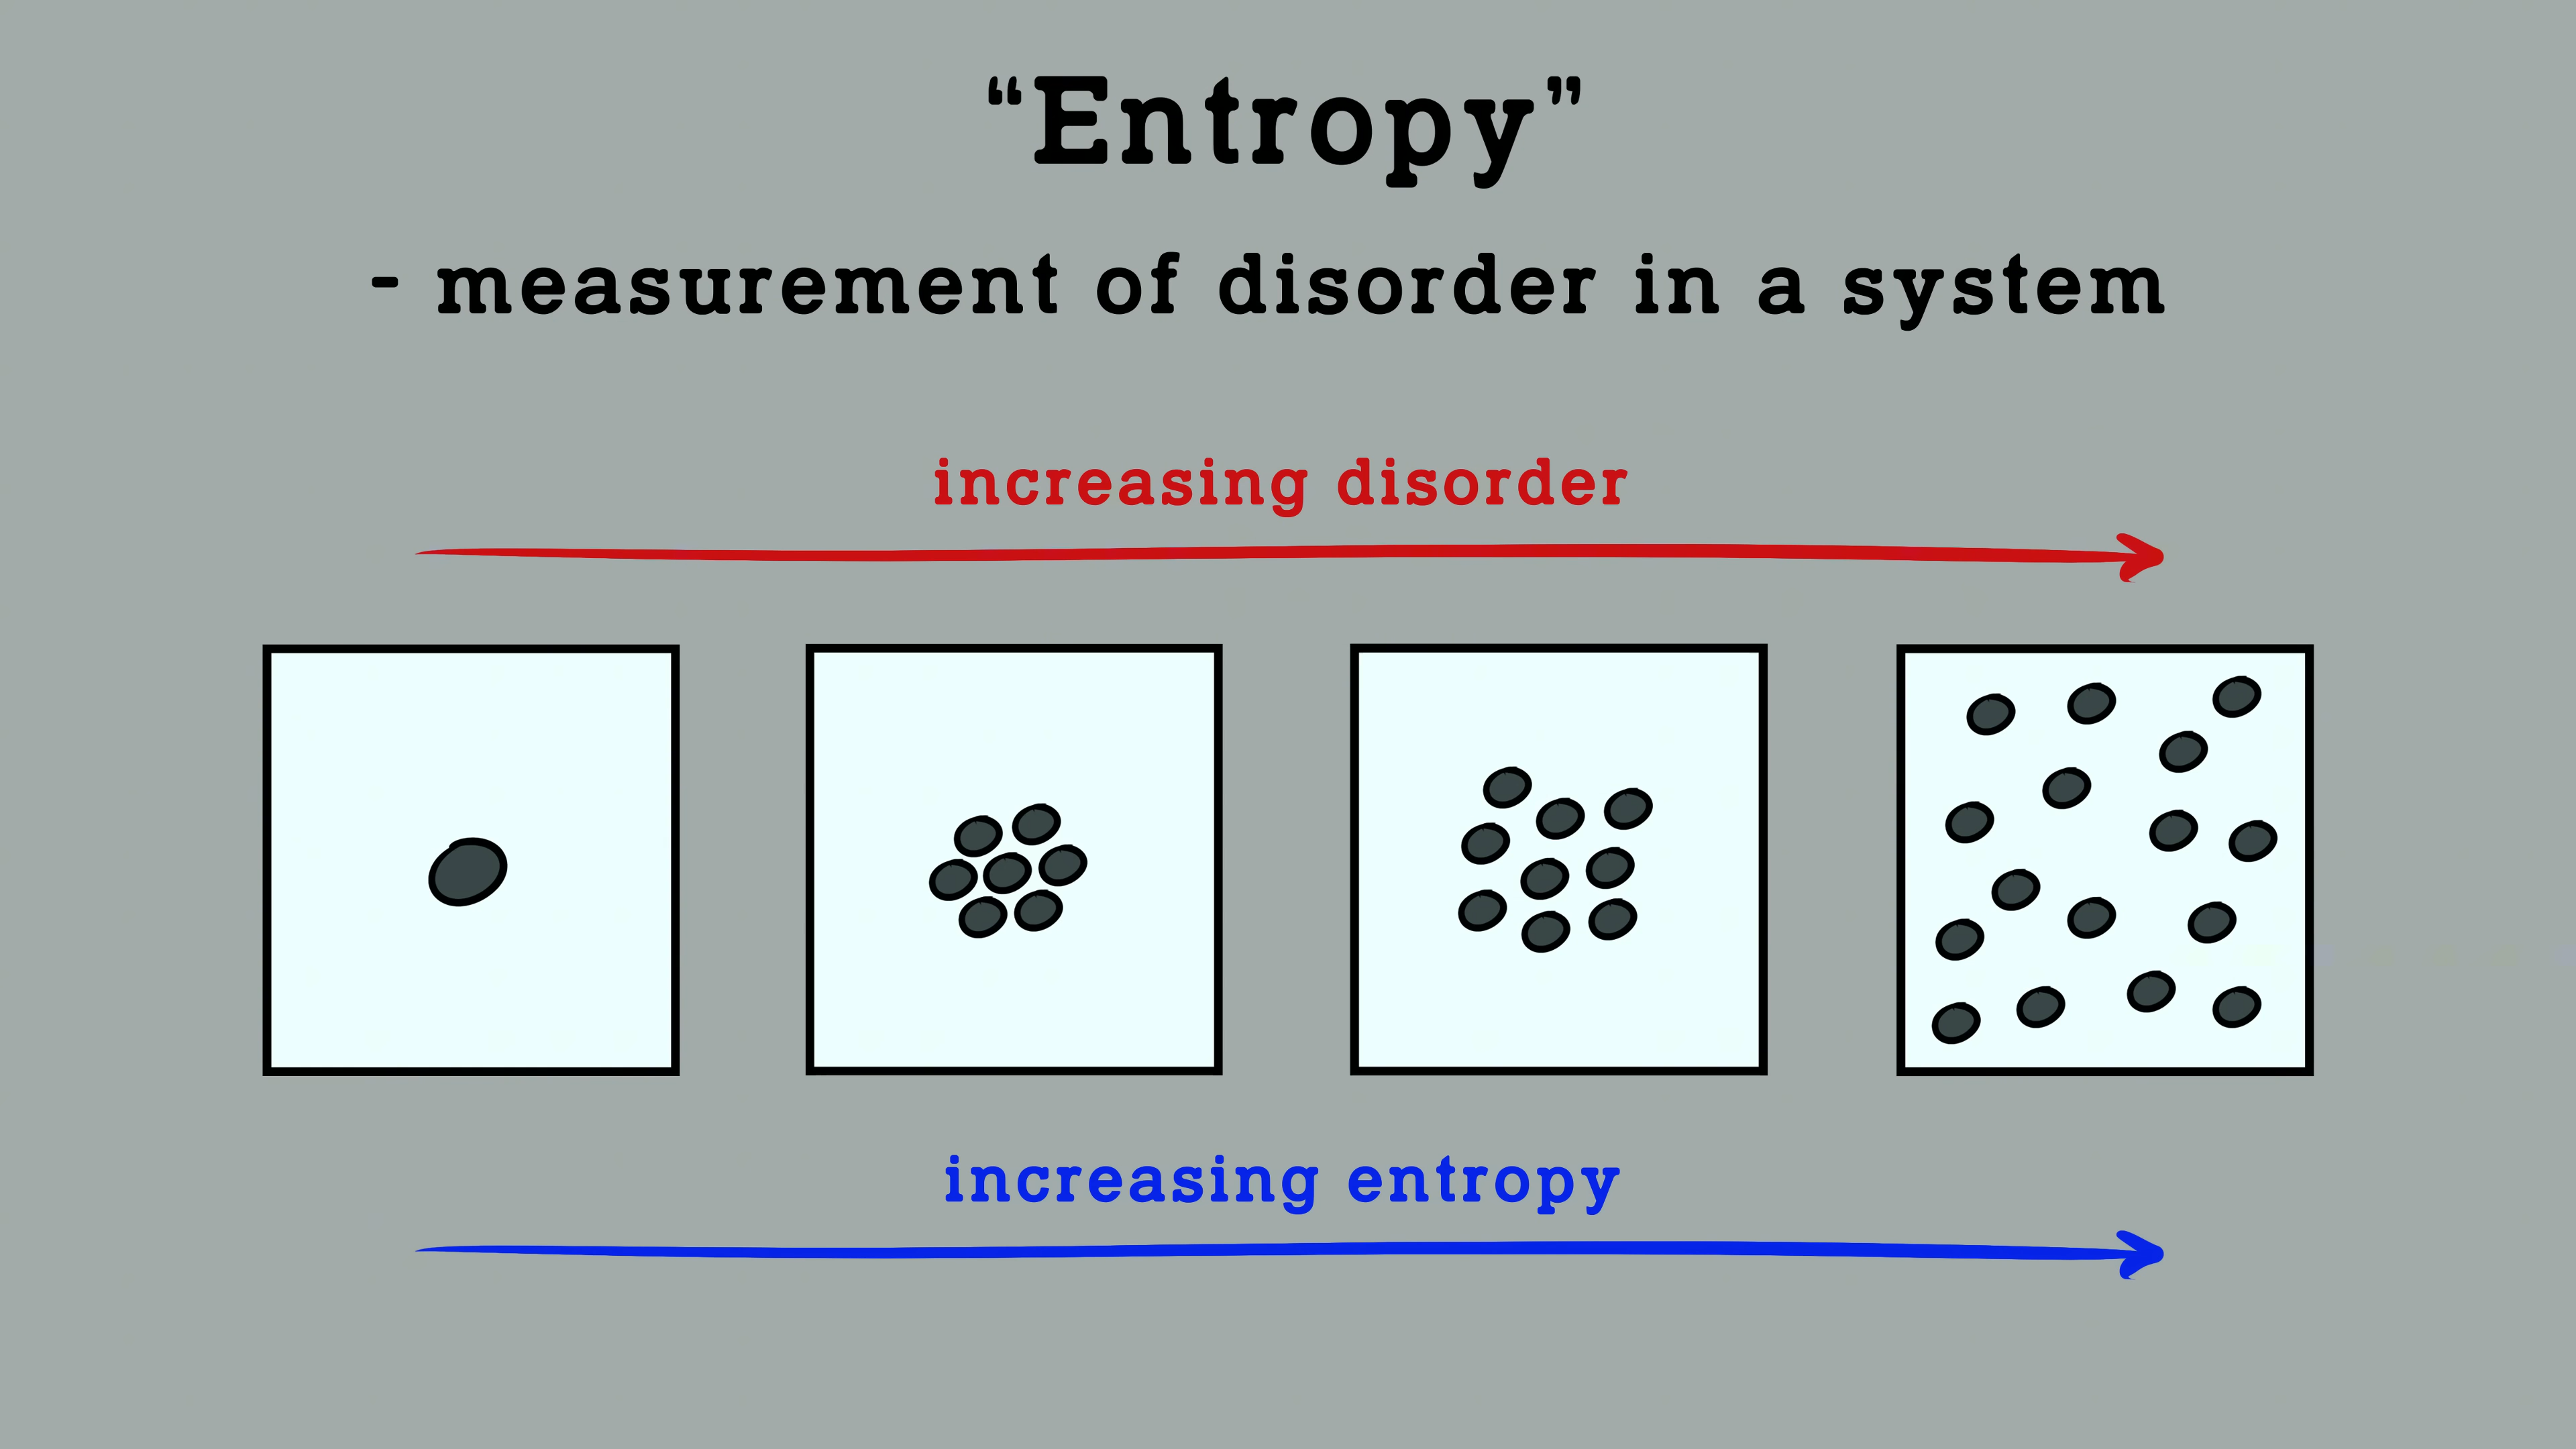 “Entropy”
- measurement of disorder in a system
increasing disorder
increasing entropy